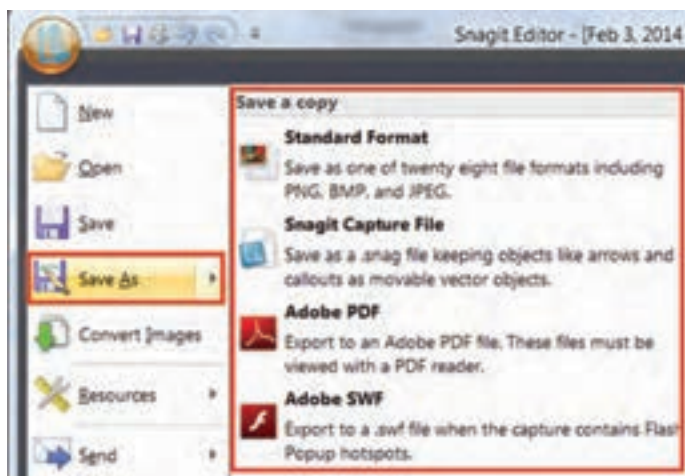 Snagit Editor - [Feb 3, 2014
New
Open
Save
Save As
Convert Images
Resources
Send
Save a copy
Standard Format
Save as one of twenty eight file formats including
PNG, BMP, and JPEG.
Snagit Capture File
Save as a .snag file keeping objects like arrows and
callouts as movable vector objects.
Adobe PDF
Export to an Adobe PDF file. These files must be
viewed with a PDF reader.
Adobe SWF
Export to a .swf file when the capture contains Flash
Popup hotspots.